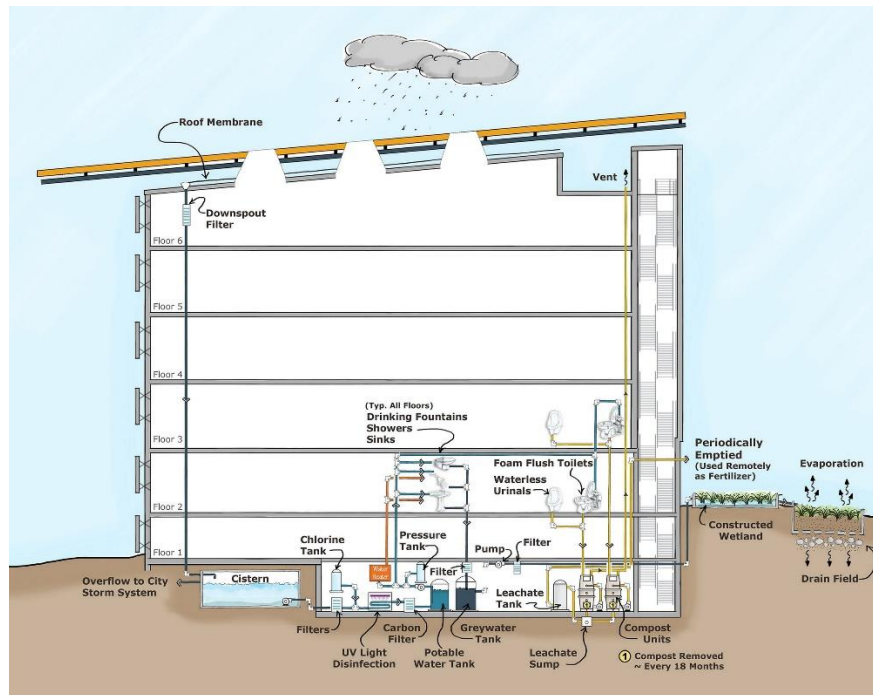 Roof Membrane
Vent
Downspout
Filter
Floor 6
Floor 5
Floor 4
Floor 3
(Typ. All Floors)
Drinking Fountains
Showers
Sinks
Foam Flush Toilets
Waterless
Urinals
Periodically
Emptied
(Used Remotely
as Fertilizer)
Evaporation
Floor 2
Constructed
Wetland
Floor 1
Chlorine
Tank
Pressure
Tank
Pump
Filter
Water
Heater
Filter
Drain Field
Overflow to City
Storm System
Cistern
Leachate
Tank
Filters
UV Light
Disinfection
Carbon
Filter
Potable
Water Tank
Greywater
Tank
Leachate
Sump
Compost
Units
1 Compost Removed
~ Every 18 Months